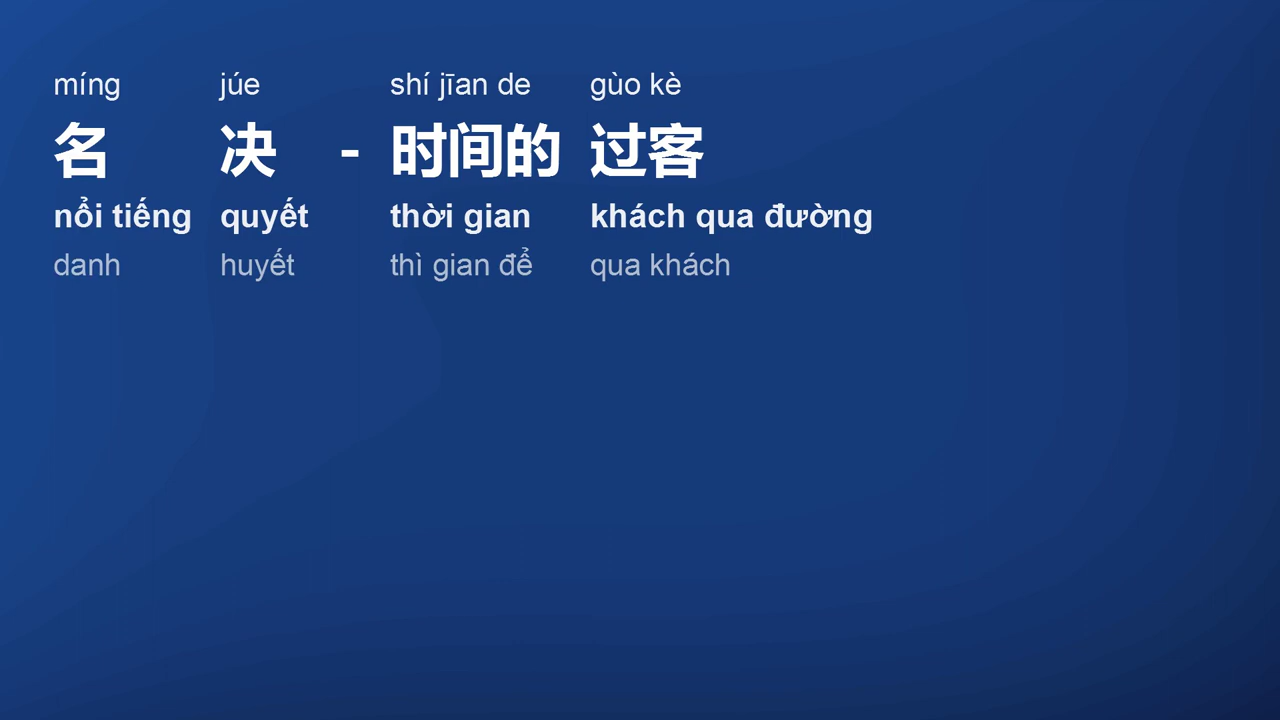 míng júe shí jīan de gùo kè
名 决 - 时间的 过客
nổi tiếng quyết thời gian khách qua đường
danh huyết thì gian để qua khách